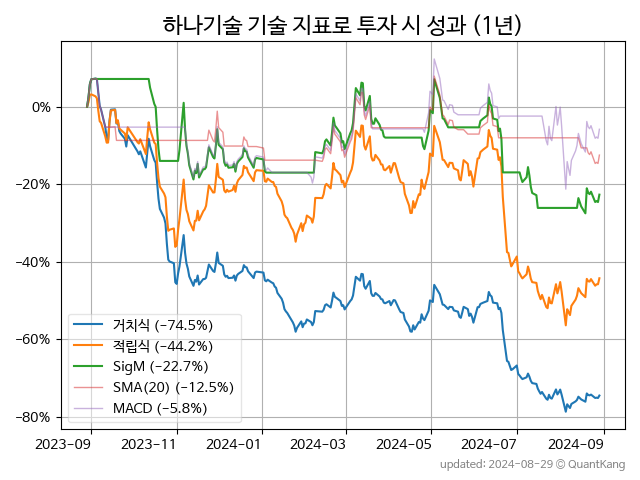 하나기술 기술 지표로 투자 시 성과 (1년)
0%
−20%
−40%
−60%
−80%
거치식 (−74.5%)
적립식 (−44.2%)
SigM (−22.7%)
SMA(20) (−12.5%)
MACD (−5.8%)
2023-09 2023-11 2024-01 2024-03 2024-05 2024-07 2024-09
updated: 2024-08-29 © QuantKang